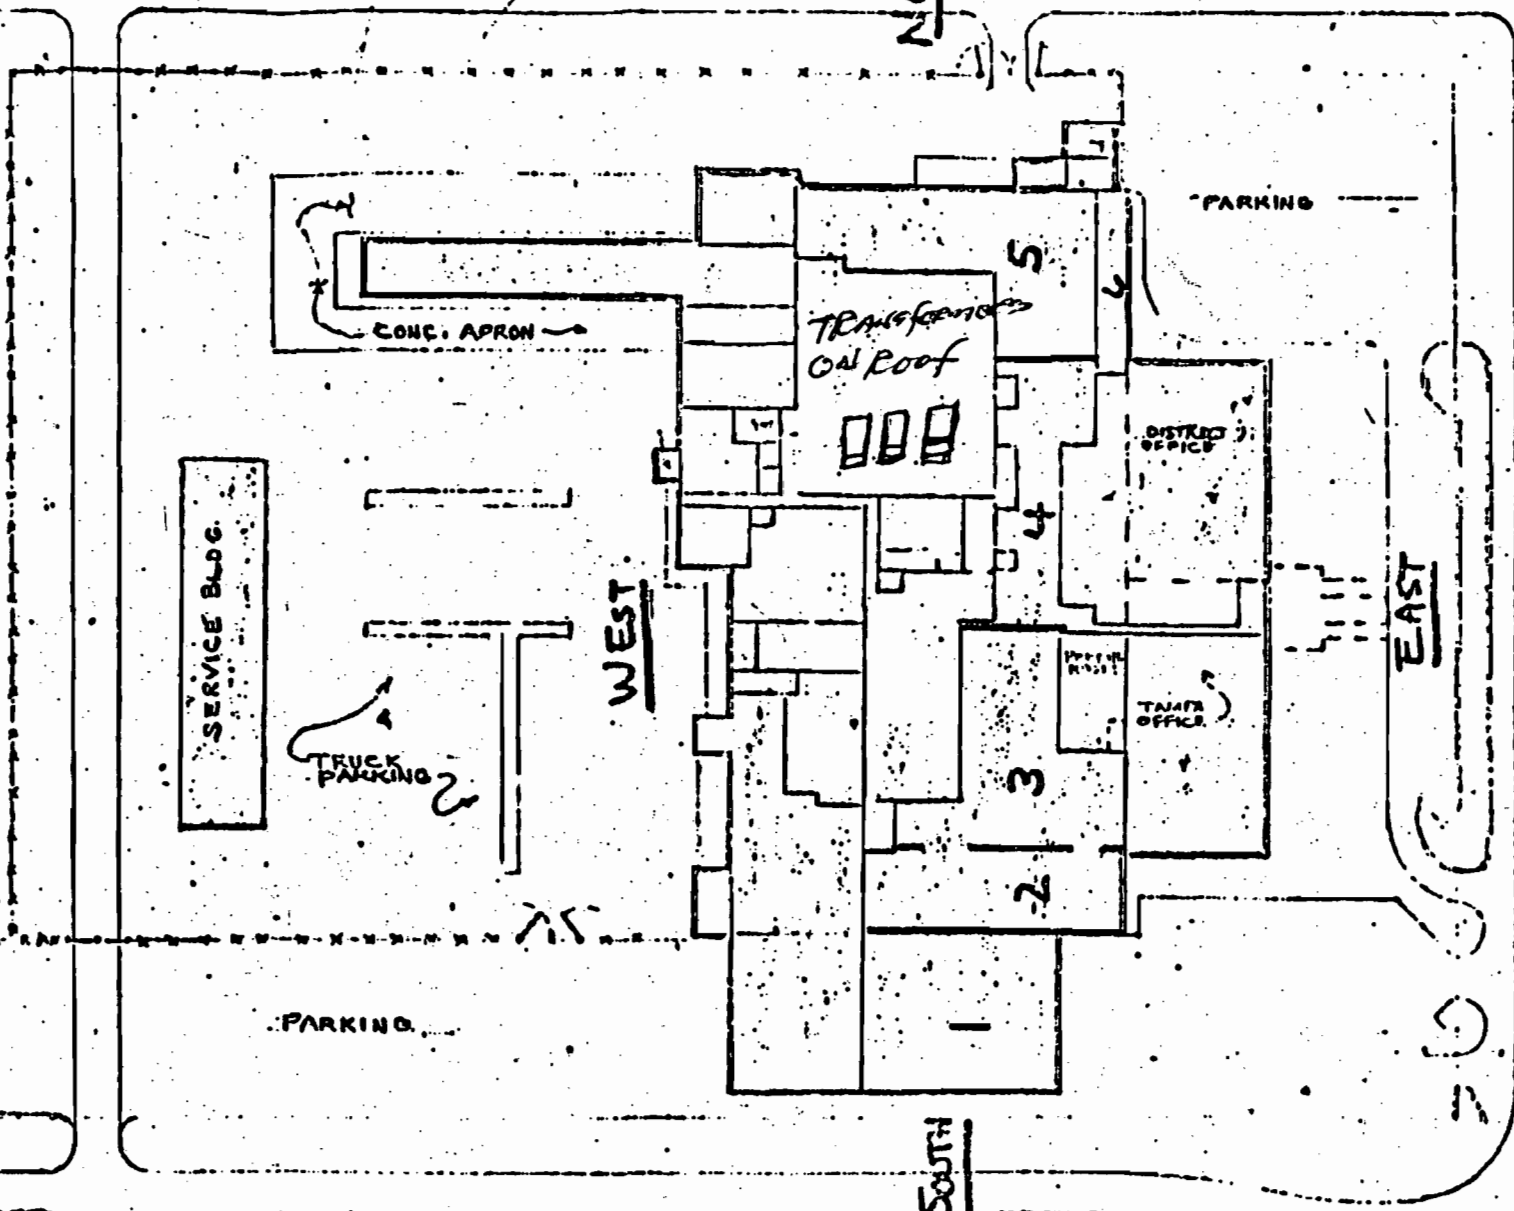 PARKING
5
6
CONC. APRON
TRANSFORMERS
ON ROOF
DISTRICT
OFFICE
4
SERVICE BLDG.
WEST
EAST
TAMPA
OFFICE
TRUCK
PARKING
3
2
PARKING
SOUTH